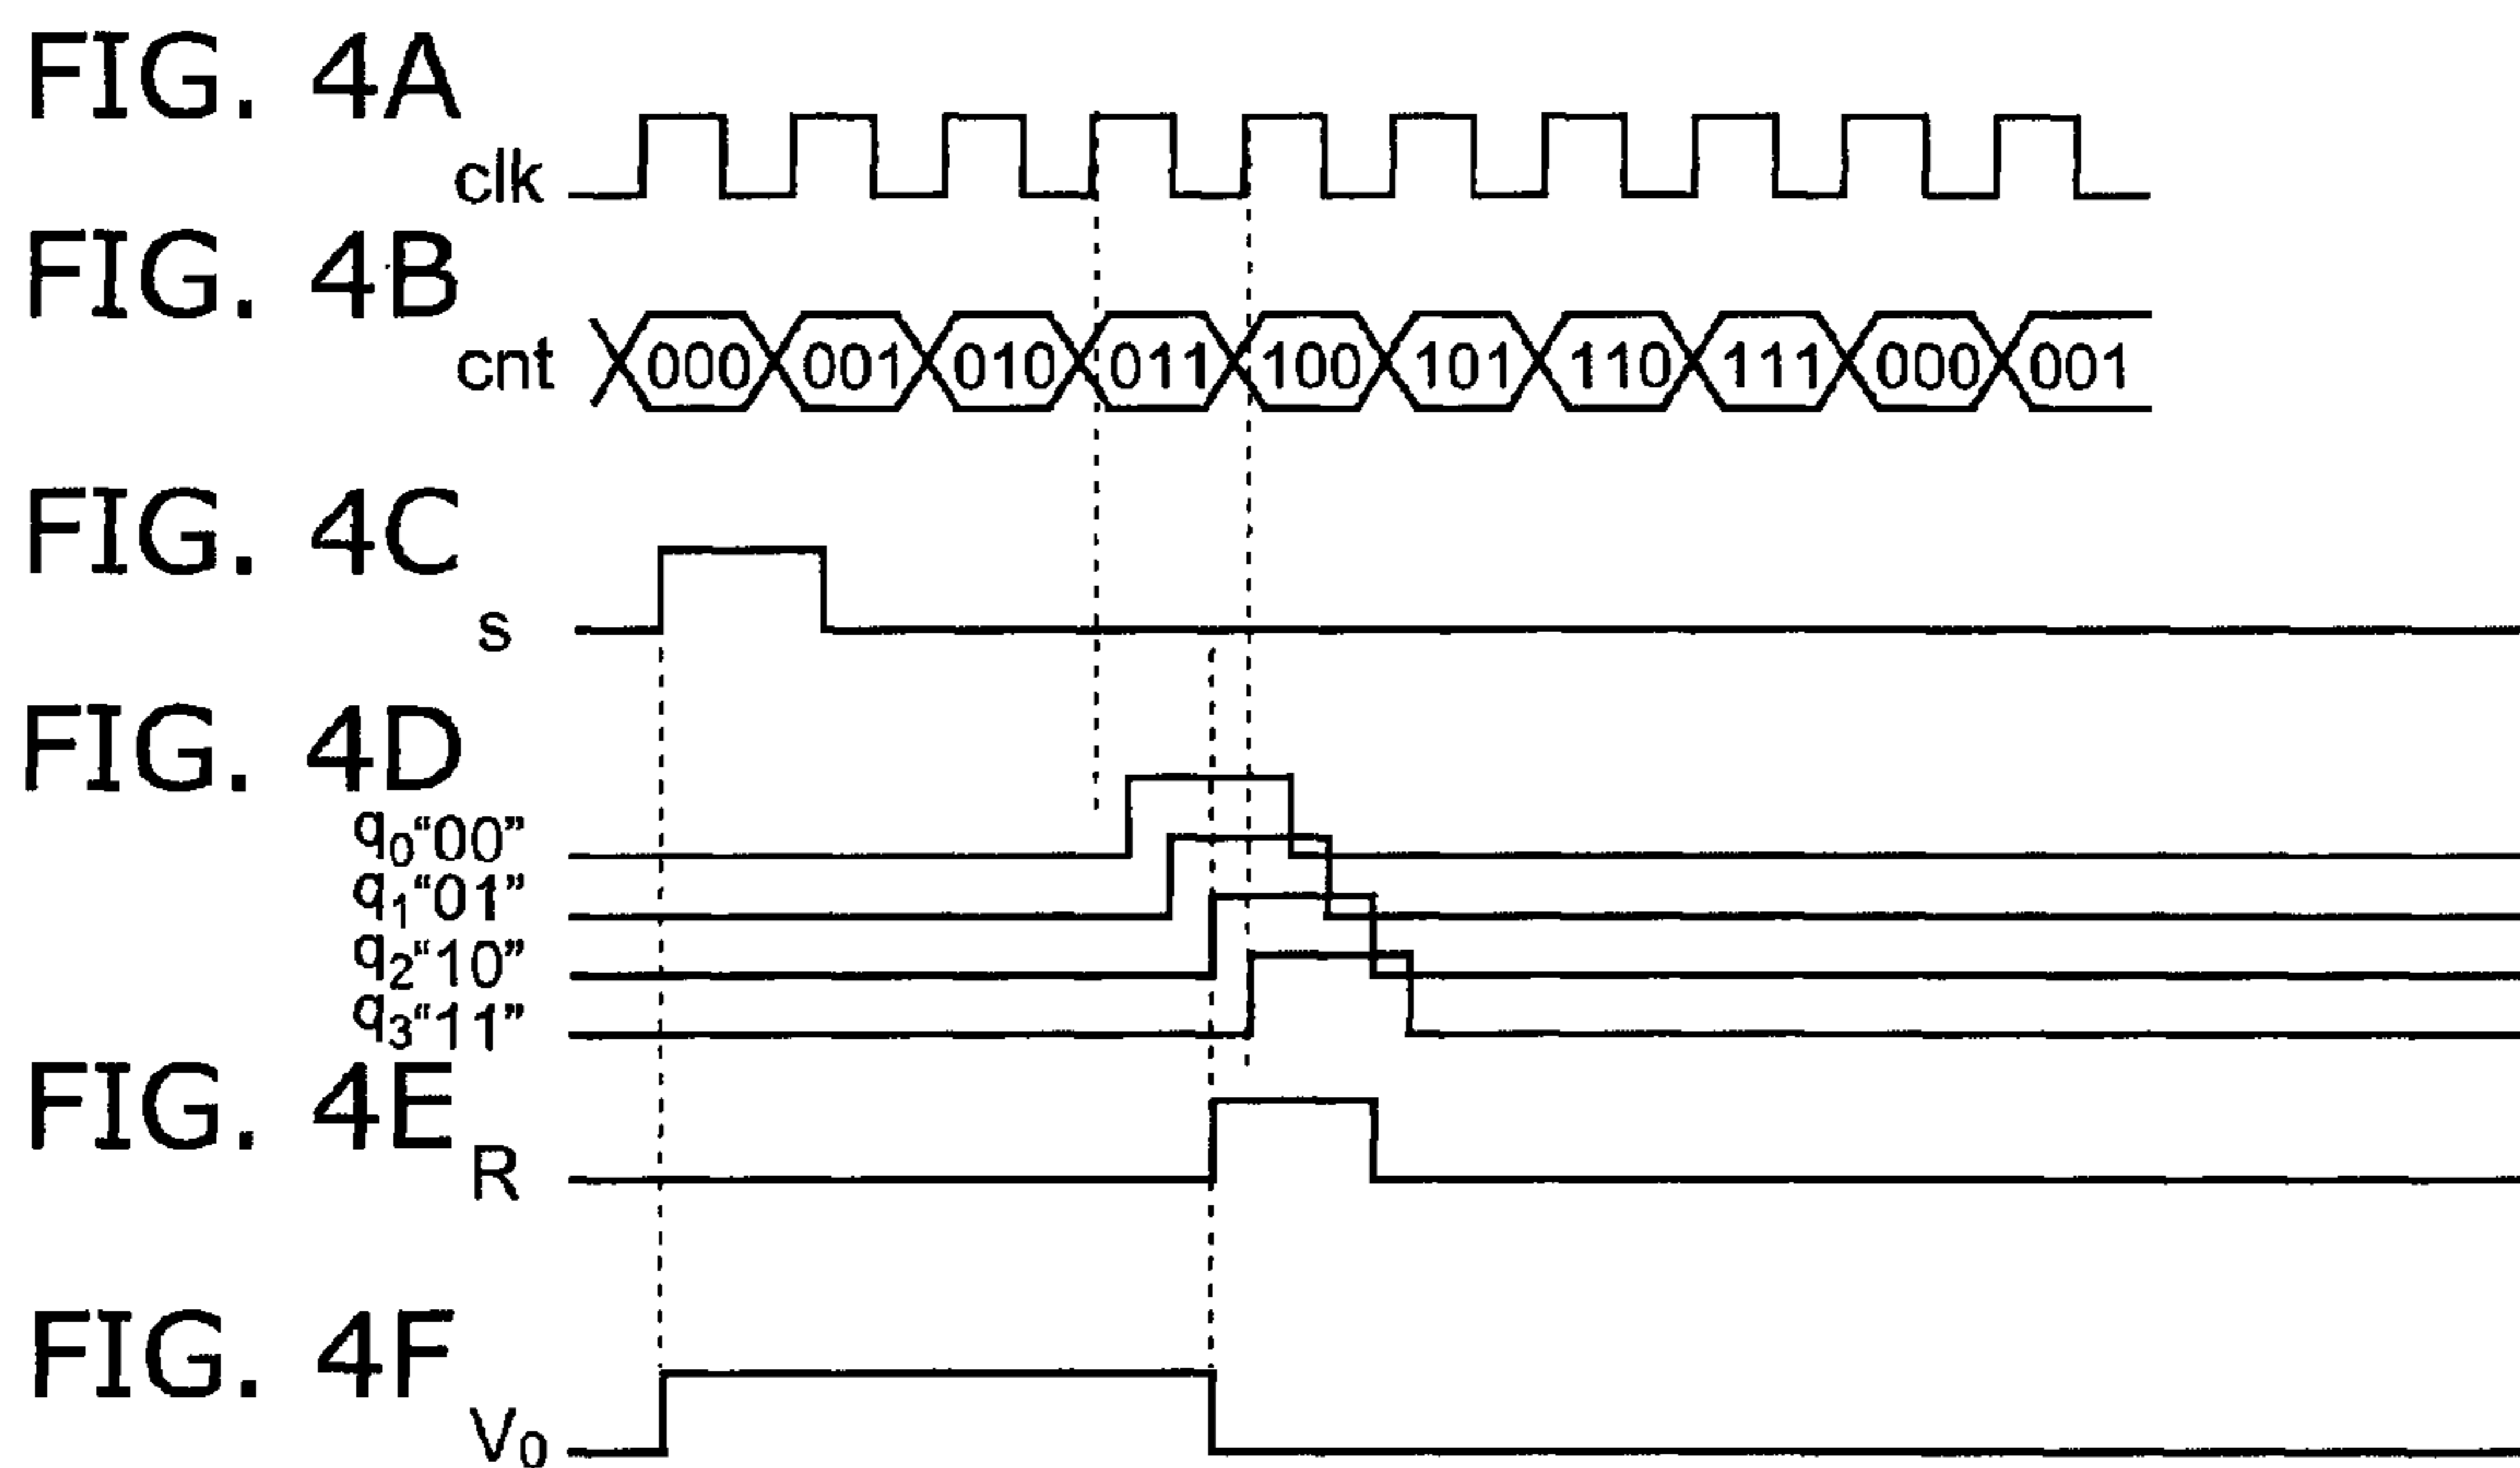 FIG. 4A
clk
FIG. 4B
cnt 000 001 010 011 100 101 110 111 000 001
FIG. 4C
s
FIG. 4D
q0“00”
q1“01”
q2“10”
q3“11”
FIG. 4E
R
FIG. 4F
V0